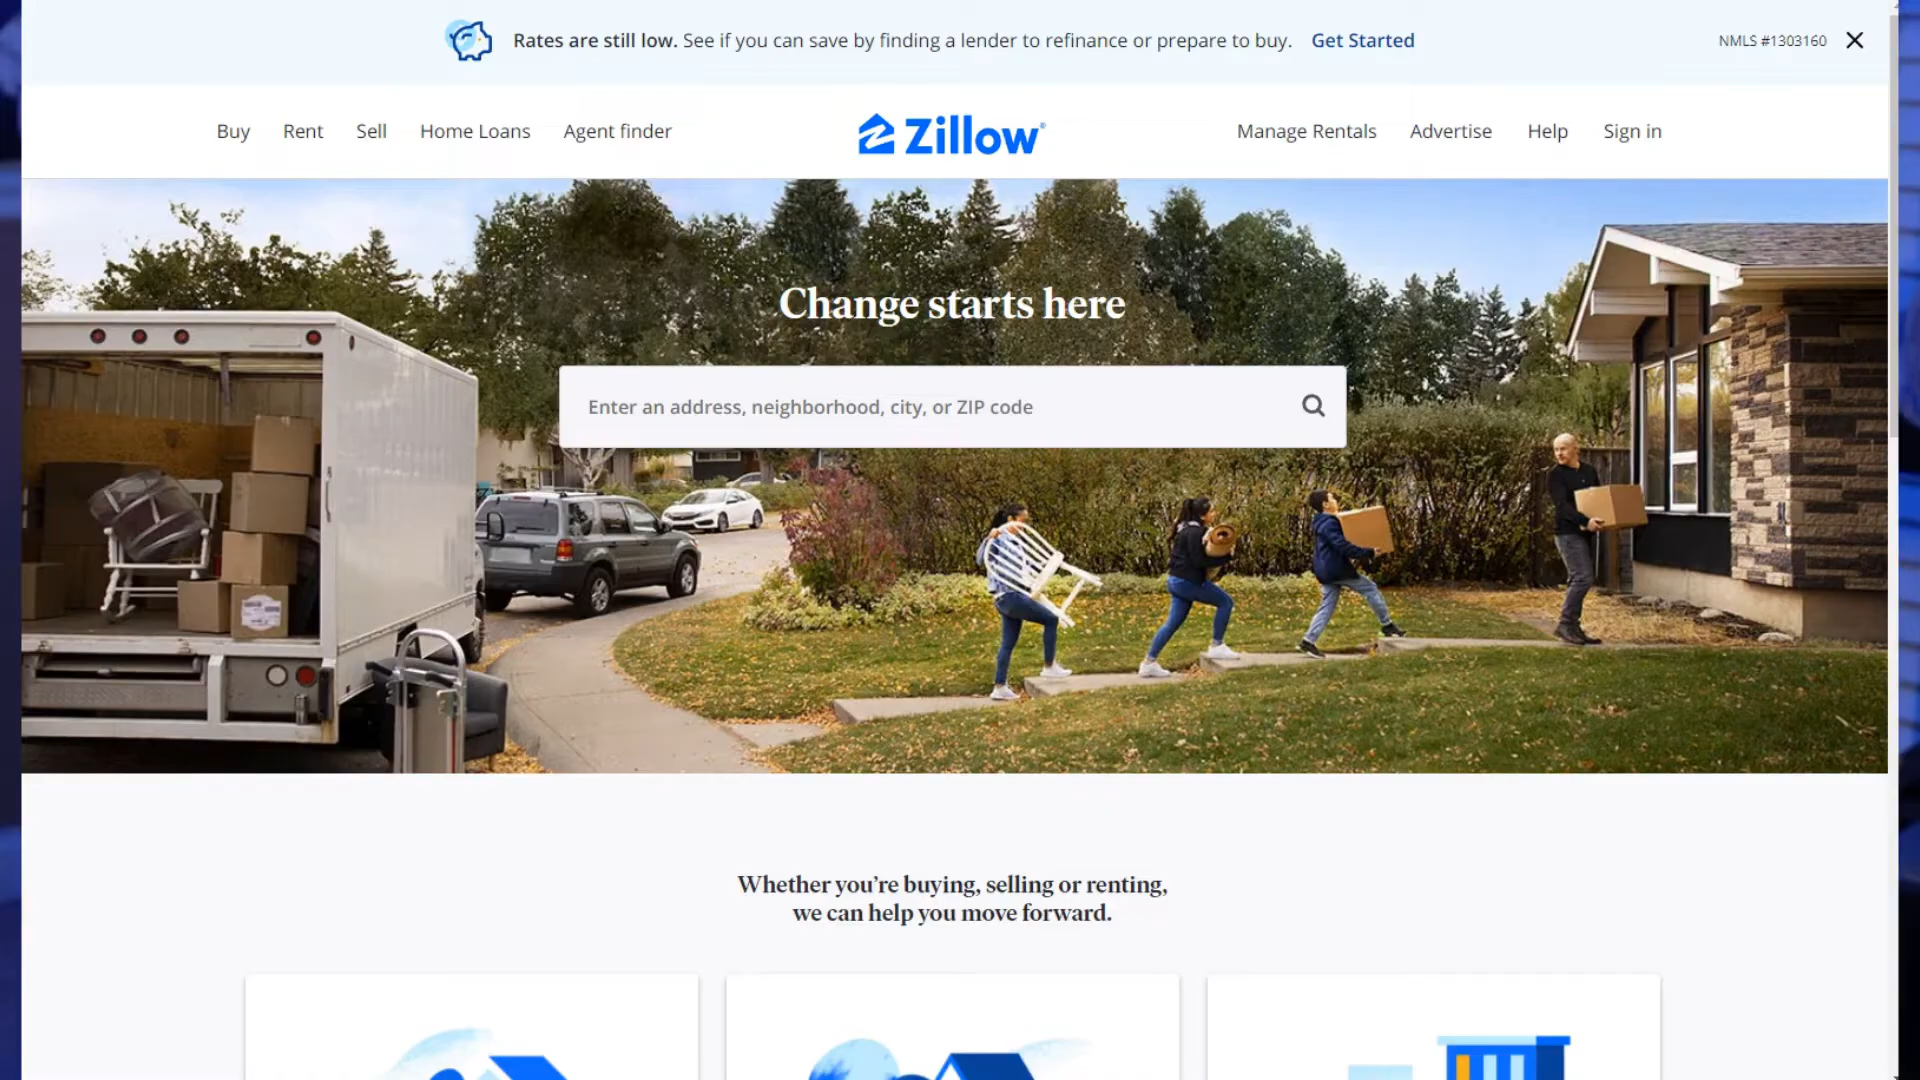 Rates are still low. See if you can save by finding a lender to refinance or prepare to buy. Get Started NMLS #1303160
Buy Rent Sell Home Loans Agent finder Zillow® Manage Rentals Advertise Help Sign in
Change starts here
Enter an address, neighborhood, city, or ZIP code
Whether you’re buying, selling or renting,
we can help you move forward.